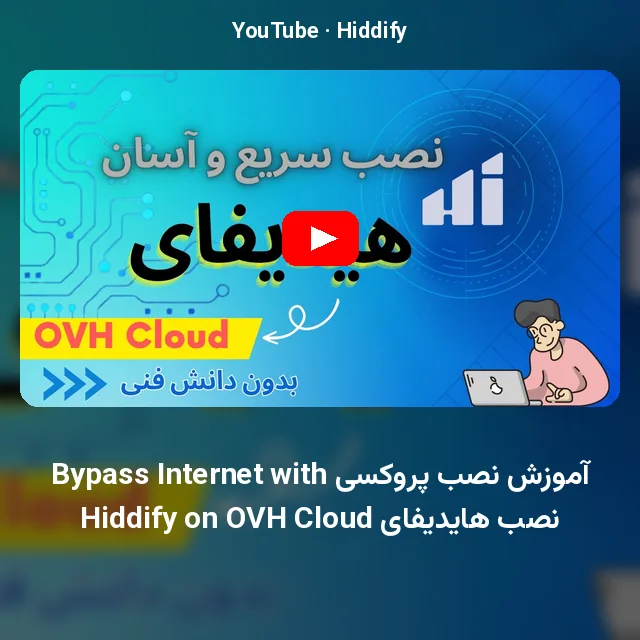 YouTube · Hiddify
نصب سریع و آسان
Hi
هیدیفای
OVH Cloud
بدون دانش فنی
آموزش نصب پروکسی Bypass Internet with
نصب هایدیفای Hiddify on OVH Cloud